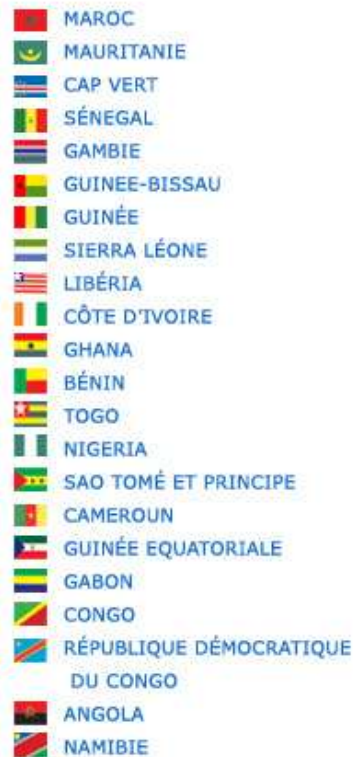 MAROC
MAURITANIE
CAP VERT
SÉNEGAL
GAMBIE
GUINEE-BISSAU
GUINÉE
SIERRA LÉONE
LIBÉRIA
CÔTE D'IVOIRE
GHANA
BÉNIN
TOGO
NIGERIA
SAO TOMÉ ET PRINCIPE
CAMEROUN
GUINÉE EQUATORIALE
GABON
CONGO
RÉPUBLIQUE DÉMOCRATIQUE
DU CONGO
ANGOLA
NAMIBIE